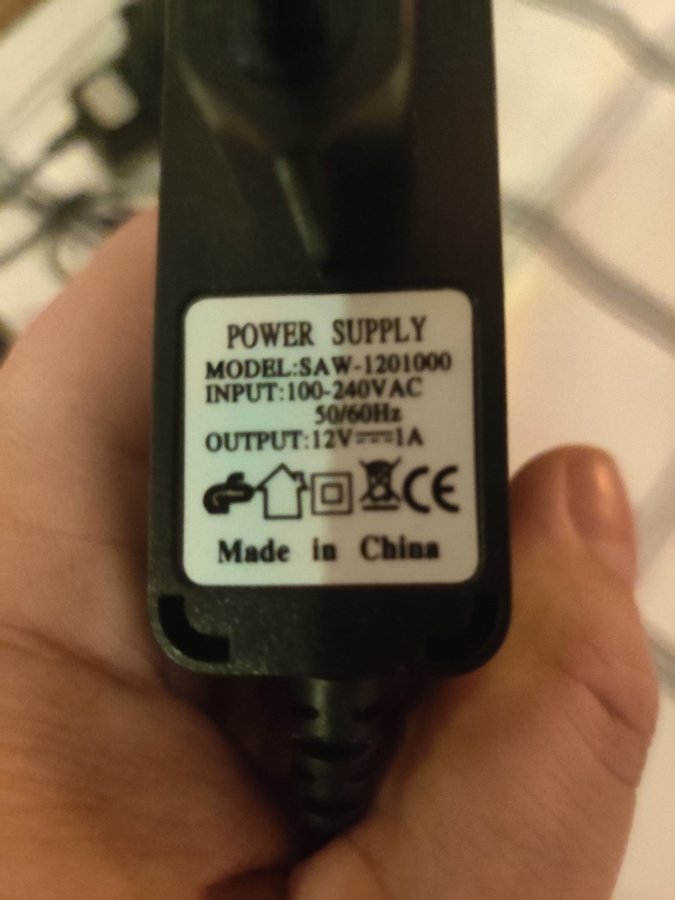 POWER SUPPLY
MODEL:SAW-1201000
INPUT:100-240VAC
50/60Hz
OUTPUT:12V⎓1A
CE
Made in China